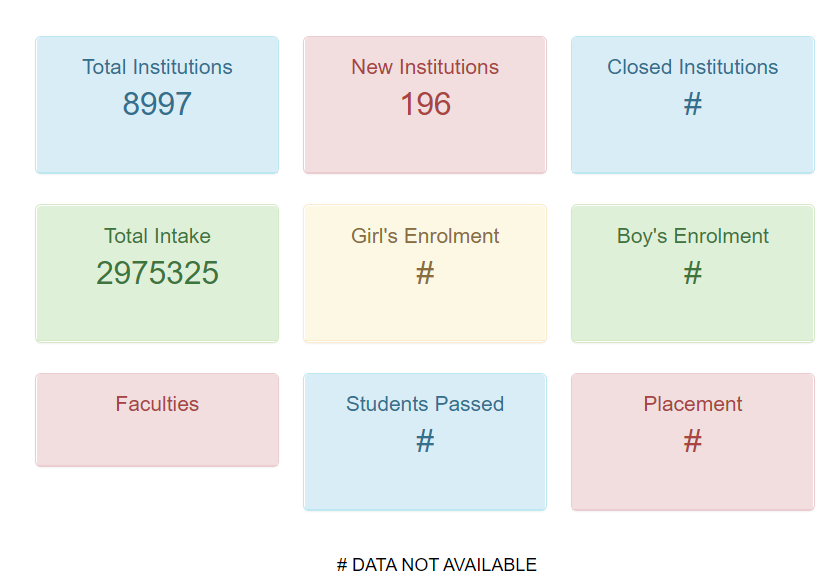 Total Institutions
8997
New Institutions
196
Closed Institutions
#
Total Intake
2975325
Girl's Enrolment
#
Boy's Enrolment
#
Faculties
Students Passed
#
Placement
#
# DATA NOT AVAILABLE